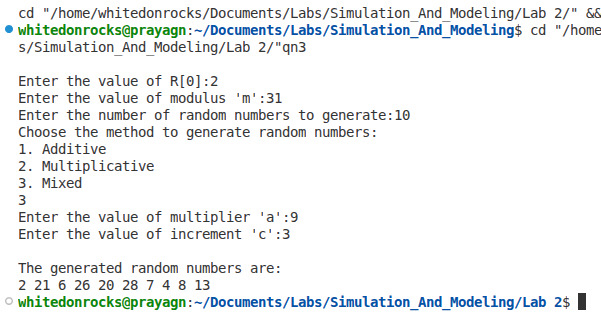 cd "/home/whitedonrocks/Documents/Labs/Simulation_And_Modeling/Lab 2/" &&
whitedonrocks@prayagn:~/Documents/Labs/Simulation_And_Modeling$ cd "/home
s/Simulation_And_Modeling/Lab 2/"qn3
Enter the value of R[0]:2
Enter the value of modulus 'm':31
Enter the number of random numbers to generate:10
Choose the method to generate random numbers:
1. Additive
2. Multiplicative
3. Mixed
3
Enter the value of multiplier 'a':9
Enter the value of increment 'c':3
The generated random numbers are:
2 21 6 26 20 28 7 4 8 13
whitedonrocks@prayagn:~/Documents/Labs/Simulation_And_Modeling/Lab 2$